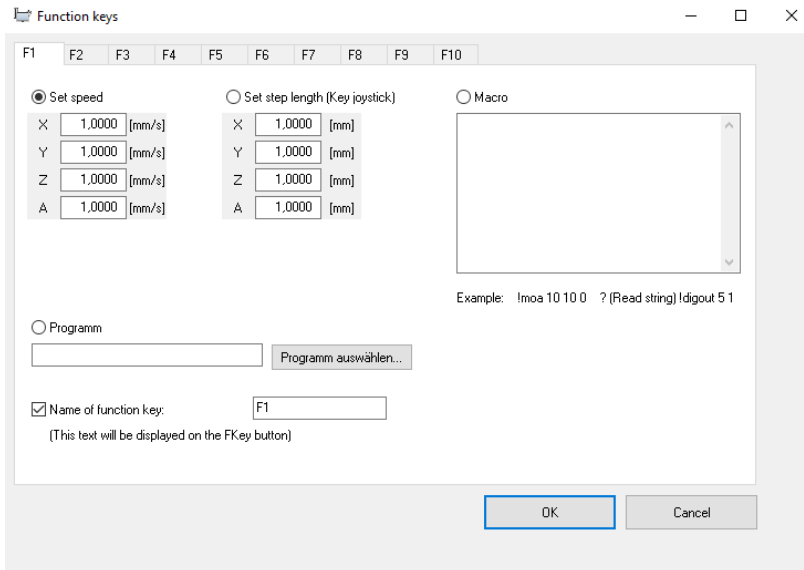 Function keys
F1 F2 F3 F4 F5 F6 F7 F8 F9 F10
Set speed Set step length (Key joystick) Macro
X 1,0000 [mm/s] X 1,0000 [mm]
Y 1,0000 [mm/s] Y 1,0000 [mm]
Z 1,0000 [mm/s] Z 1,0000 [mm]
A 1,0000 [mm/s] A 1,0000 [mm]
Example: !moa 10 10 0 ? (Read string) !digout 5 1
Programm
Programm auswählen...
Name of function key: F1
(This text will be displayed on the FKey button)
OK Cancel